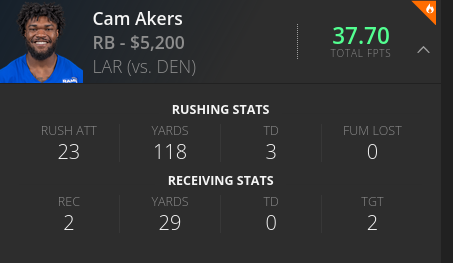 Cam Akers
RB - $5,200
LAR (vs. DEN)
37.70
TOTAL FPTS
RUSHING STATS
RUSH ATT YARDS TD FUM LOST
23 118 3 0
RECEIVING STATS
REC YARDS TD TGT
2 29 0 2